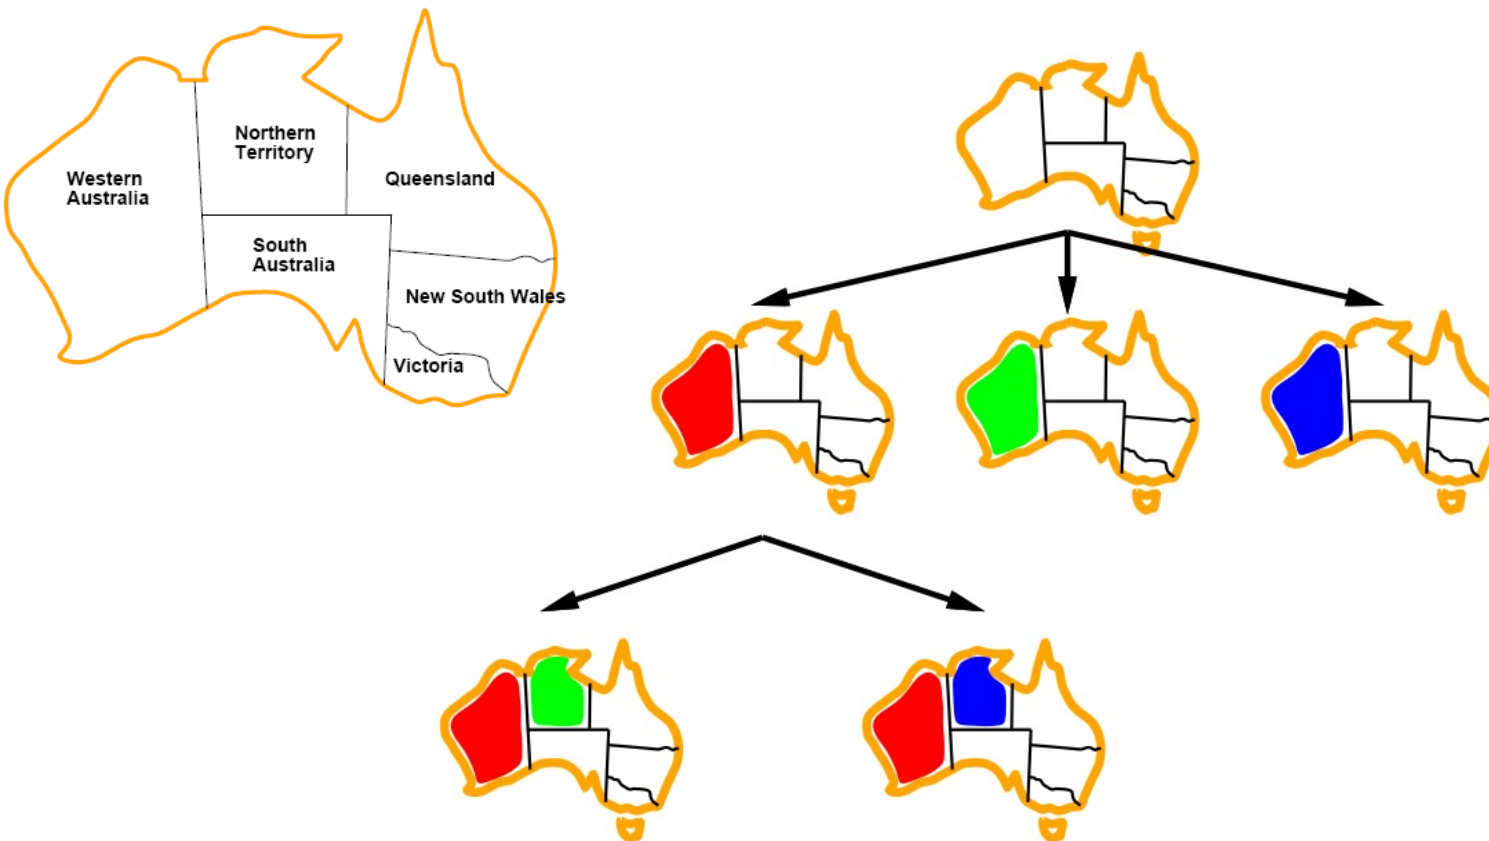 Northern
Territory
Western
Australia
Queensland
South
Australia
New South Wales
Victoria